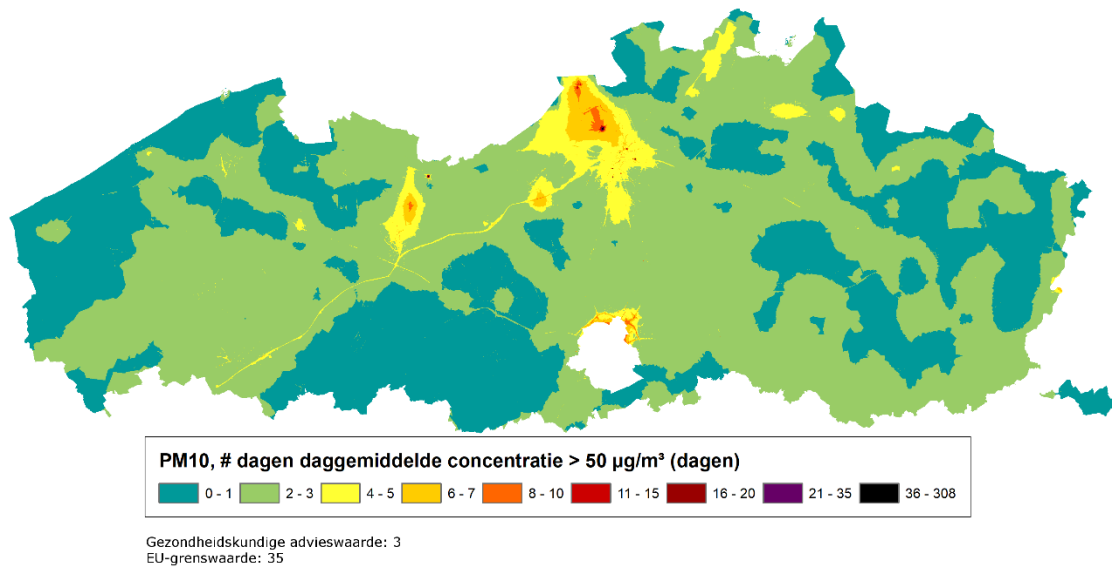 PM10, # dagen daggemiddelde concentratie > 50 µg/m³ (dagen)
0 - 1 2 - 3 4 - 5 6 - 7 8 - 10 11 - 15 16 - 20 21 - 35 36 - 308
Gezondheidskundige advieswaarde: 3
EU-grenswaarde: 35